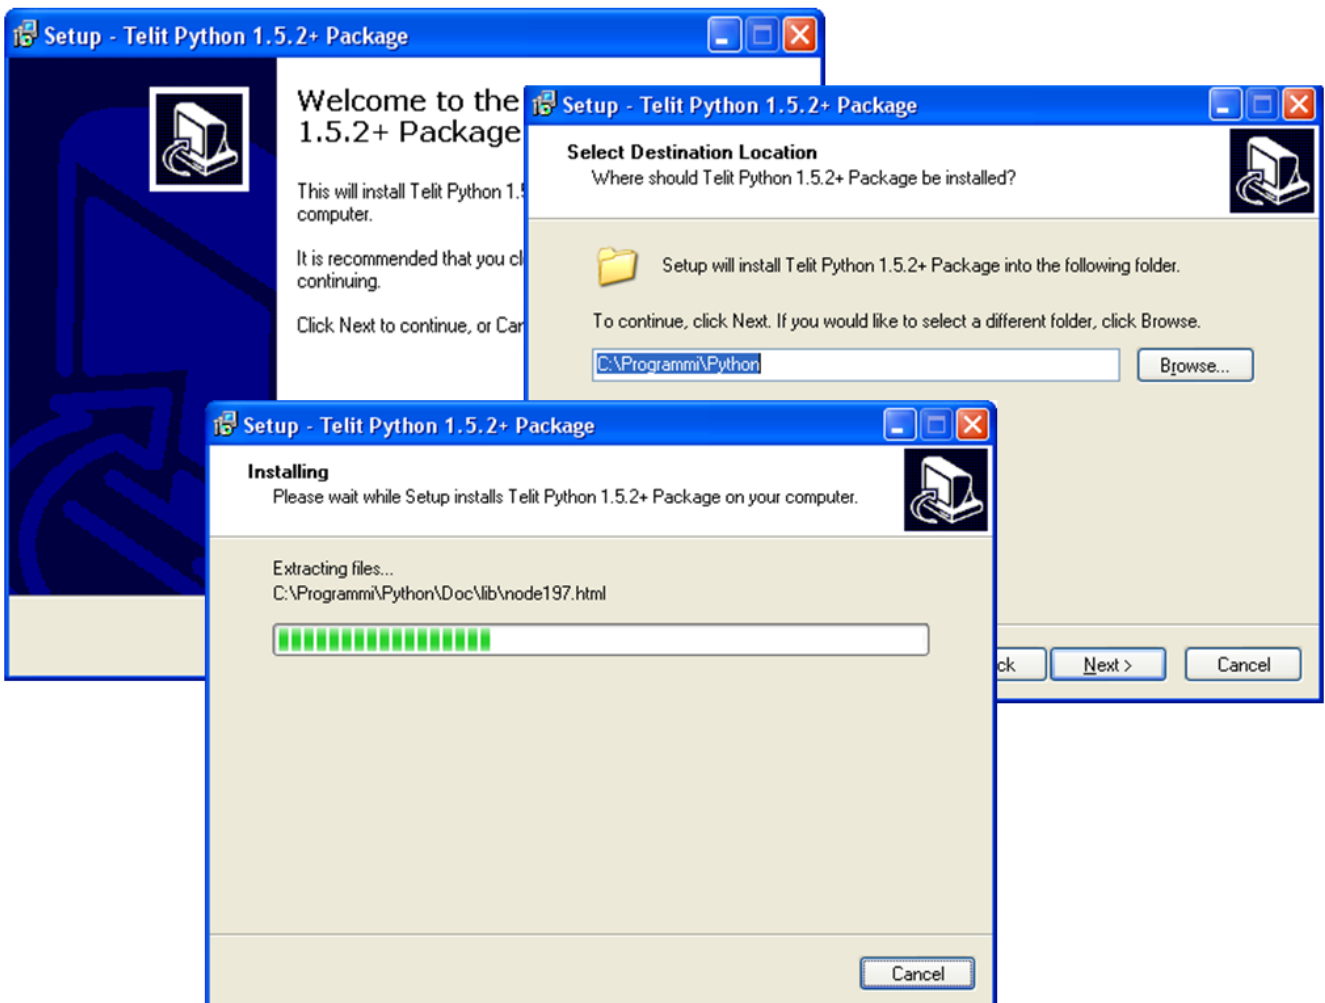 Setup - Telit Python 1.5.2+ Package
Welcome to the
1.5.2+ Package
This will install Telit Python
computer.
It is recommended that you
continuing.
Click Next to continue, or
Setup - Telit Python 1.5.2+ Package
Select Destination Location
Where should Telit Python 1.5.2+ Package be installed?
Setup will install Telit Python 1.5.2+ Package into the following folder.
To continue, click Next. If you would like to select a different folder, click Browse.
C:\Programmi\Python
Browse...
Next >
Cancel
Setup - Telit Python 1.5.2+ Package
Installing
Please wait while Setup installs Telit Python 1.5.2+ Package on your computer.
Extracting files...
C:\Programmi\Python\Doc\lib\node197.html
Cancel